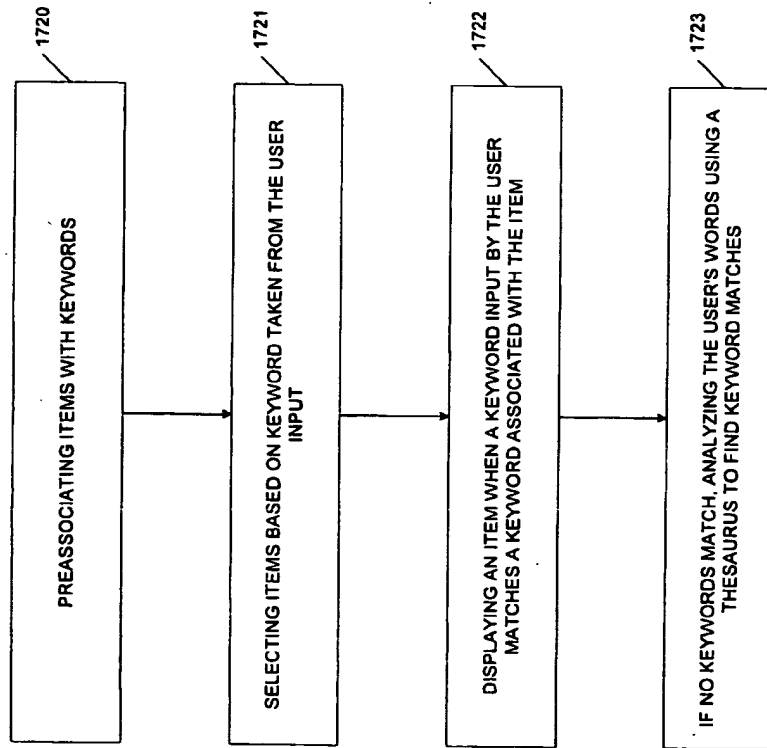 PREASSOCIATING ITEMS WITH KEYWORDS
1720
SELECTING ITEMS BASED ON KEYWORD TAKEN FROM THE USER
INPUT
1721
DISPLAYING AN ITEM WHEN A KEYWORD INPUT BY THE USER
MATCHES A KEYWORD ASSOCIATED WITH THE ITEM
1722
IF NO KEYWORDS MATCH, ANALYZING THE USER'S WORDS USING A
THESAURUS TO FIND KEYWORD MATCHES
1723